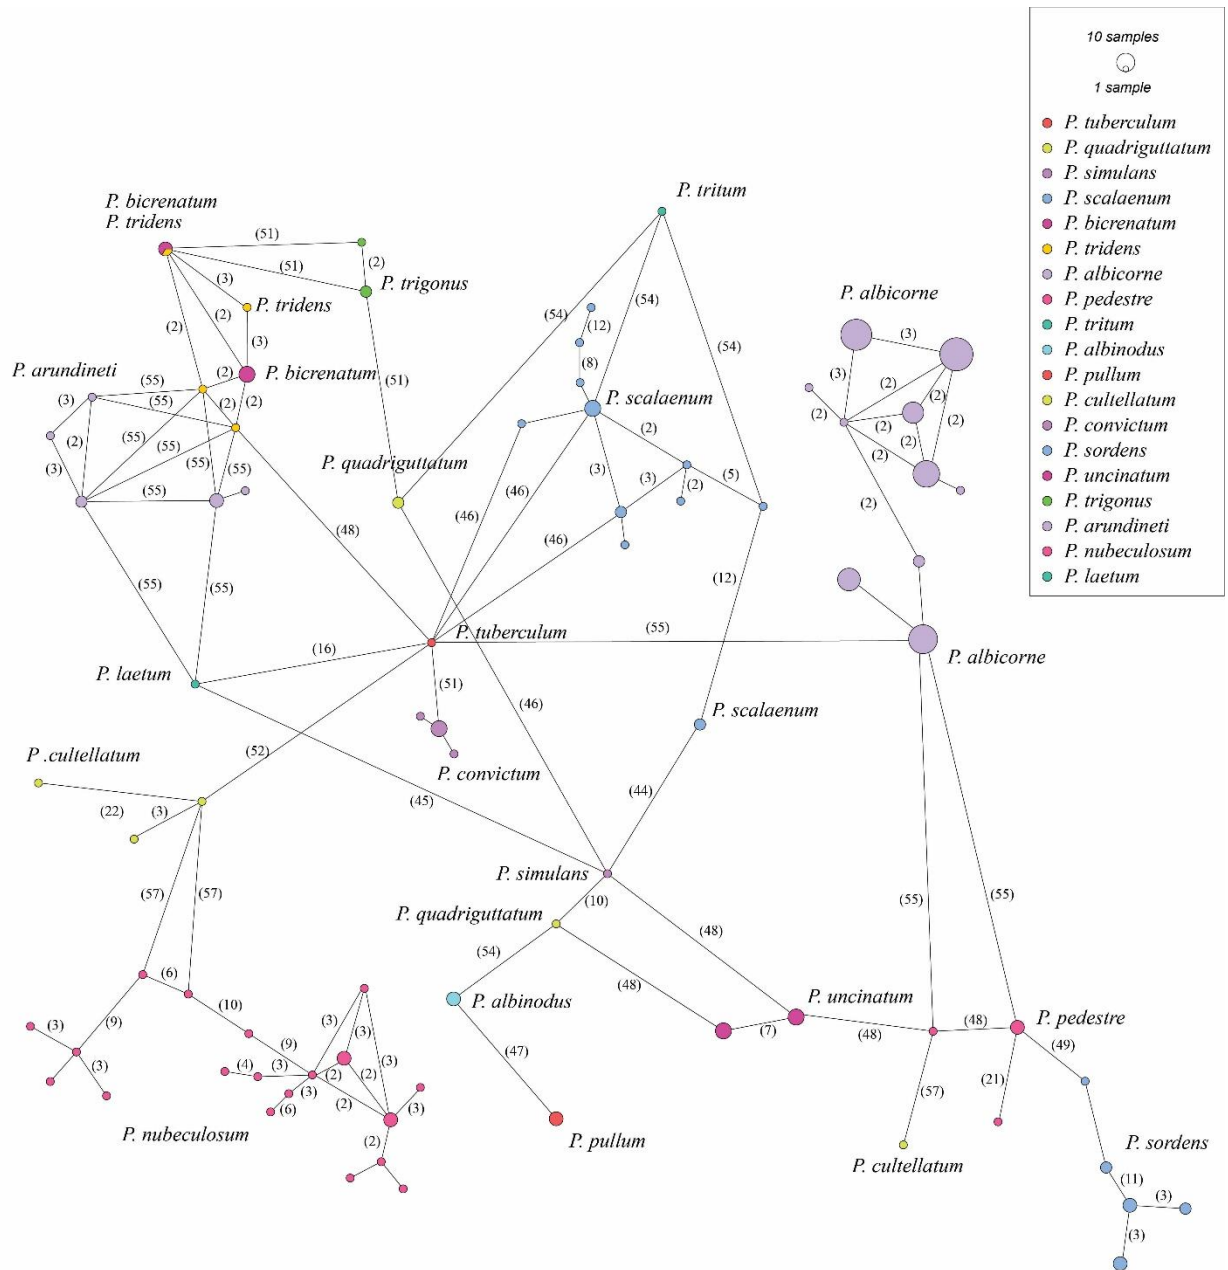 10 samples
1 sample
P. tuberculum
P. quadriguttatum
P. simulans
P. scalaenum
P. bicrenatum
P. tridens
P. albicorne
P. pedestre
P. tritum
P. albinodus
P. pullum
P. cultellatum
P. convictum
P. sordens
P. uncinatum
P. trigonus
P. arundineti
P. nubeculosum
P. laetum
P. bicrenatum
P. tridens
(51)
(51)
(2)
P. trigonus
(3)
P. tridens
(2)
(2)
(3)
P. bicrenatum
(2)
(2)
(2)
P. arundineti
(55)
(55)
(3)
(2)
(3)
(55)
(55)
(55)
(55)
(55)
(51)
P. quadriguttatum
(48)
(55)
(55)
P. tritum
(54)
(54)
(54)
(12)
(8)
P. scalaenum
(2)
(3)
(3)
(2)
(5)
(46)
(46)
(46)
(12)
P. albicorne
(3)
(3)
(2)
(2)
(2)
(2)
(2)
(2)
(2)
(2)
P. tuberculum
(55)
P. albicorne
P. laetum
(16)
(51)
(46)
P. scalaenum
P. convictum
(52)
P .cultellatum
(22)
(3)
(45)
(44)
P. simulans
(10)
P. quadriguttatum
(57)
(57)
(55)
(55)
(54)
(48)
(48)
P. albinodus
P. uncinatum
(7)
(48)
(48)
P. pedestre
(47)
(49)
(21)
(57)
P. pullum
P. cultellatum
P. sordens
(11)
(3)
(3)
(6)
(10)
(9)
(3)
(3)
(9)
(3)
(3)
(3)
(4)
(3)
(2)
(2)
(3)
(6)
(2)
(3)
(2)
P. nubeculosum